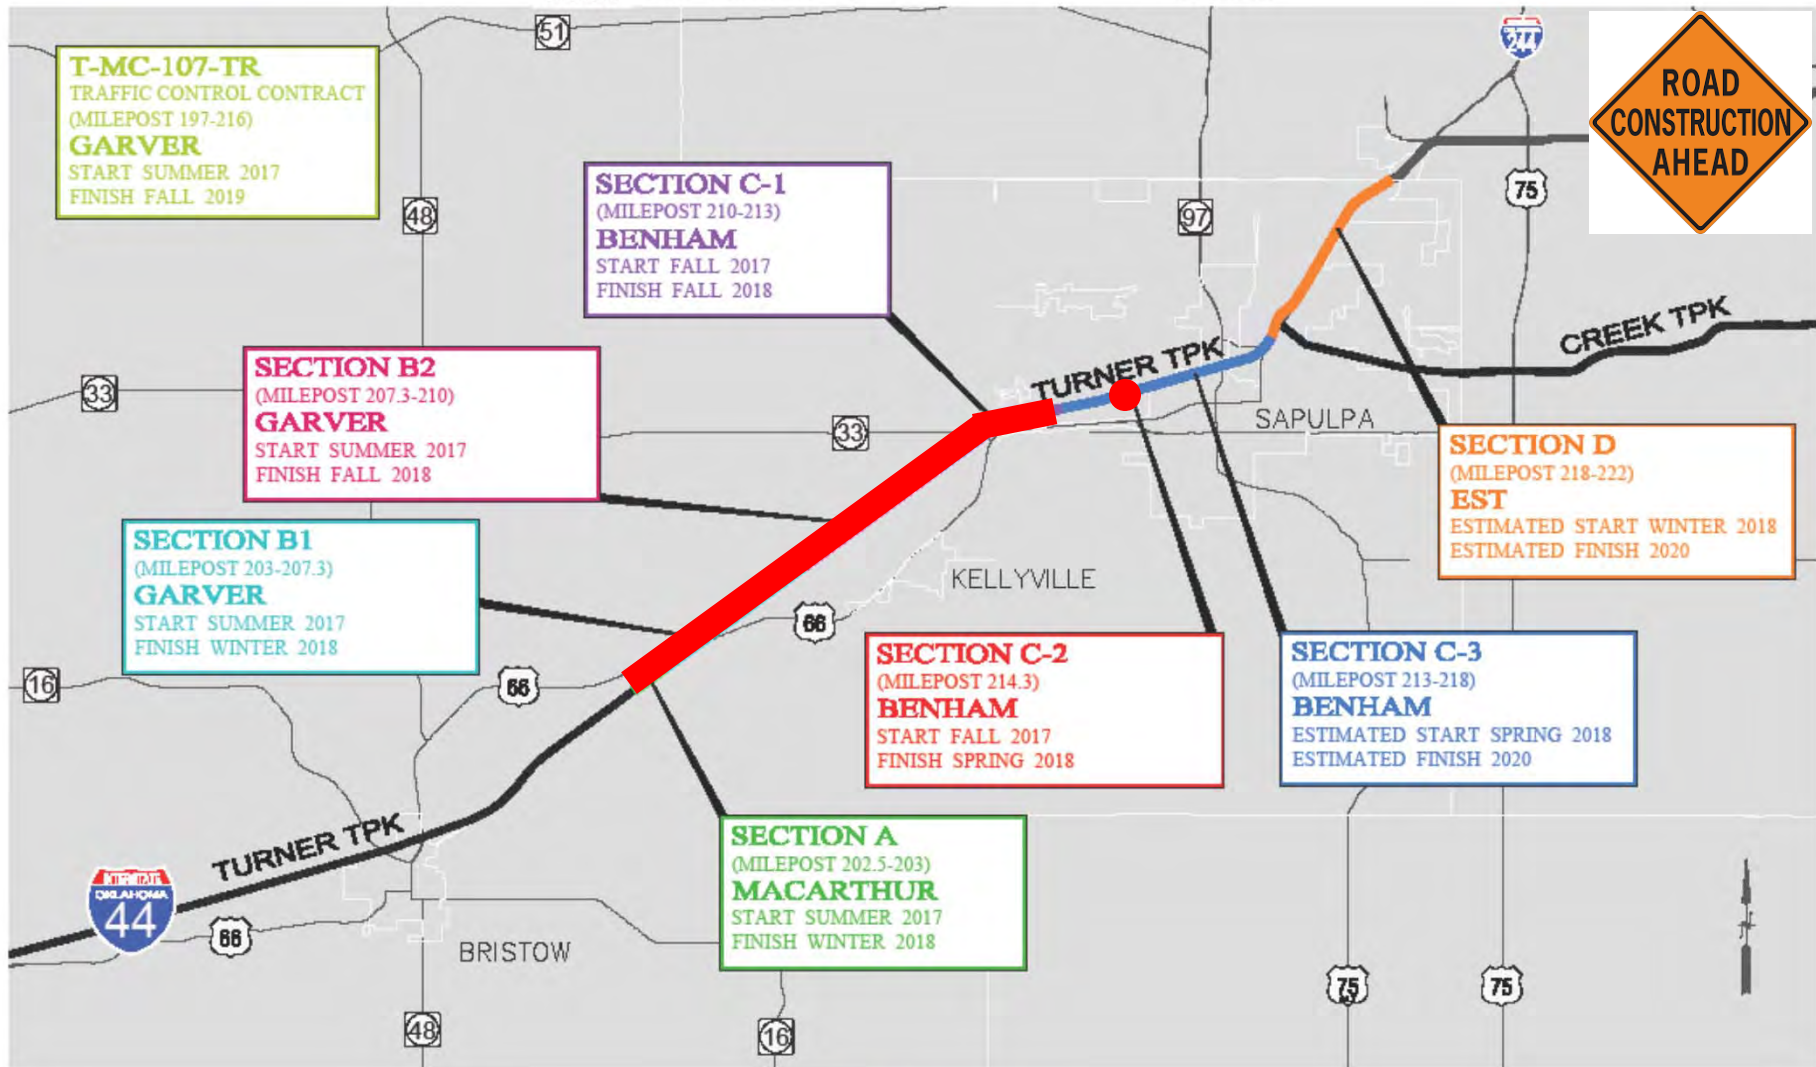 51
244
ROAD
CONSTRUCTION
AHEAD
T-MC-107-TR
TRAFFIC CONTROL CONTRACT
(MILEPOST 197-216)
GARVER
START SUMMER 2017
FINISH FALL 2019
48
SECTION C-1
(MILEPOST 210-213)
BENHAM
START FALL 2017
FINISH FALL 2018
97
75
SECTION B2
(MILEPOST 207.3-210)
GARVER
START SUMMER 2017
FINISH FALL 2018
33
TURNER TPK
CREEK TPK
33
SAPULPA
SECTION D
(MILEPOST 218-222)
EST
ESTIMATED START WINTER 2018
ESTIMATED FINISH 2020
SECTION B1
(MILEPOST 203-207.3)
GARVER
START SUMMER 2017
FINISH WINTER 2018
KELLYVILLE
66
16
66
SECTION C-2
(MILEPOST 214.3)
BENHAM
START FALL 2017
FINISH SPRING 2018
SECTION C-3
(MILEPOST 213-218)
BENHAM
ESTIMATED START SPRING 2018
ESTIMATED FINISH 2020
TURNER TPK
SECTION A
(MILEPOST 202.5-203)
MACARTHUR
START SUMMER 2017
FINISH WINTER 2018
INTERSTATE
OKLAHOMA
44
66
BRISTOW
75
75
48
16